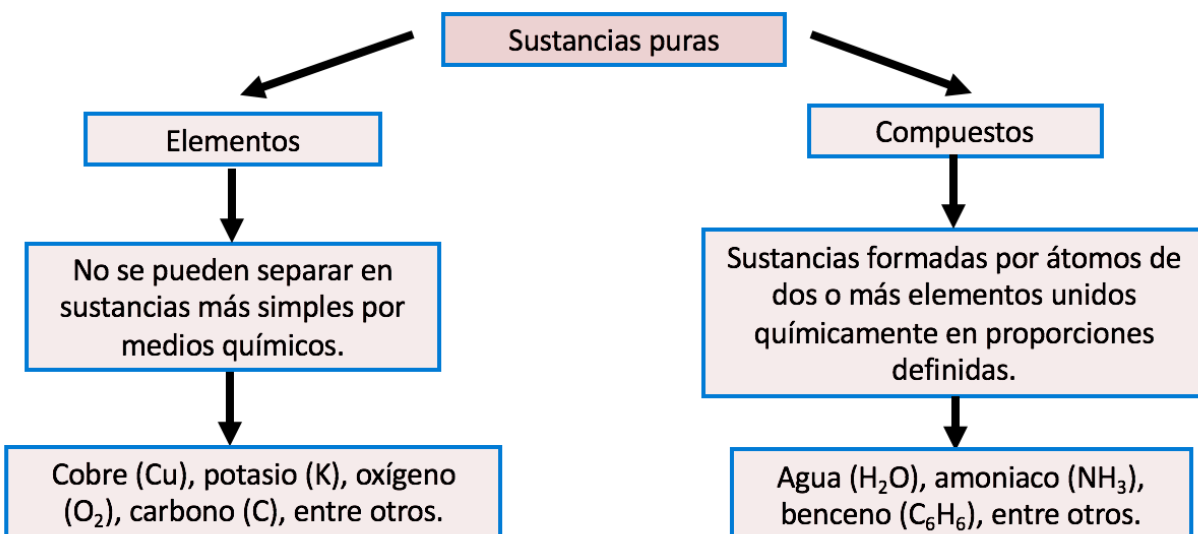 Sustancias puras
Elementos
Compuestos
No se pueden separar en
sustancias más simples por
medios químicos.
Sustancias formadas por átomos de
dos o más elementos unidos
químicamente en proporciones
definidas.
Cobre (Cu), potasio (K), oxígeno
(O₂), carbono (C), entre otros.
Agua (H₂O), amoniaco (NH₃),
benceno (C₆H₆), entre otros.